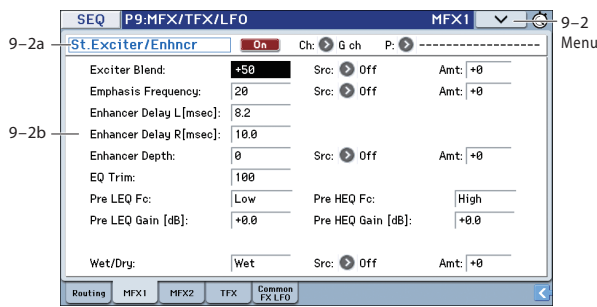 SEQ P9:MFX/TFX/LFO MFX1
9–2
Menu
9–2a
St.Exciter/Enhncr On Ch: G ch P: ----------------
Exciter Blend: +50 Src: Off Amt: +0
Emphasis Frequency: 20 Src: Off Amt: +0
Enhancer Delay L[msec]: 8.2
9–2b
Enhancer Delay R[msec]: 10.0
Enhancer Depth: 0 Src: Off Amt: +0
EQ Trim: 100
Pre LEQ Fc: Low Pre HEQ Fc: High
Pre LEQ Gain [dB]: +0.0 Pre HEQ Gain [dB]: +0.0
Wet/Dry: Wet Src: Off Amt: +0
Routing MFX1 MFX2 TFX Common
FX LFO